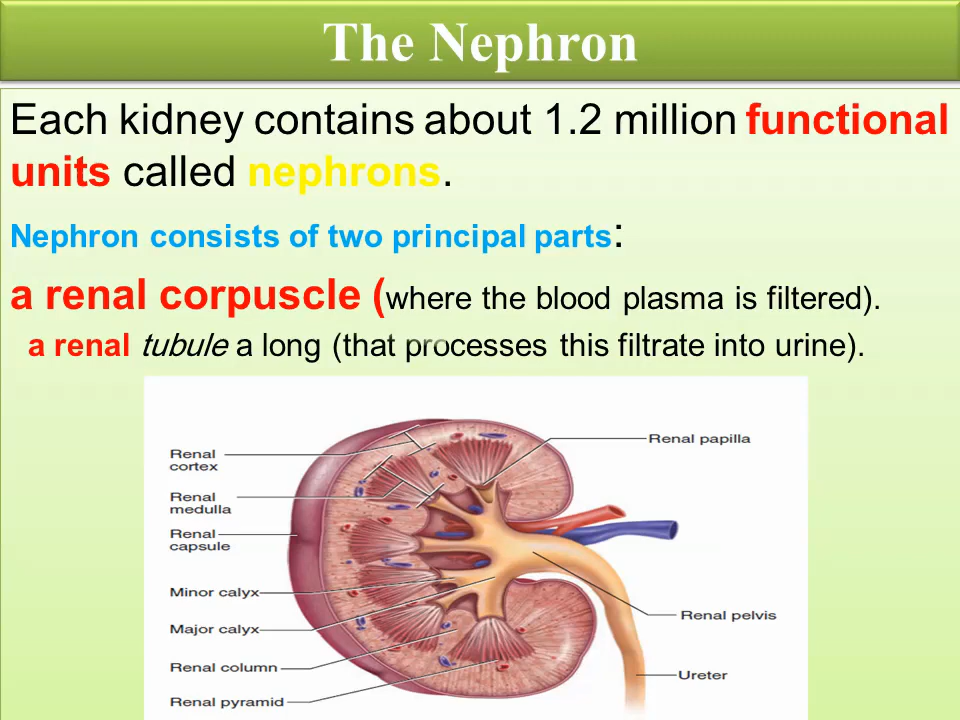 The Nephron
Each kidney contains about 1.2 million functional
units called nephrons.
Nephron consists of two principal parts:
a renal corpuscle (where the blood plasma is filtered).
a renal tubule a long (that processes this filtrate into urine).
Renal papilla
Renal
cortex
Renal
medulla
Renal
capsule
Minor calyx
Renal pelvis
Major calyx
Renal column
Ureter
Renal pyramid